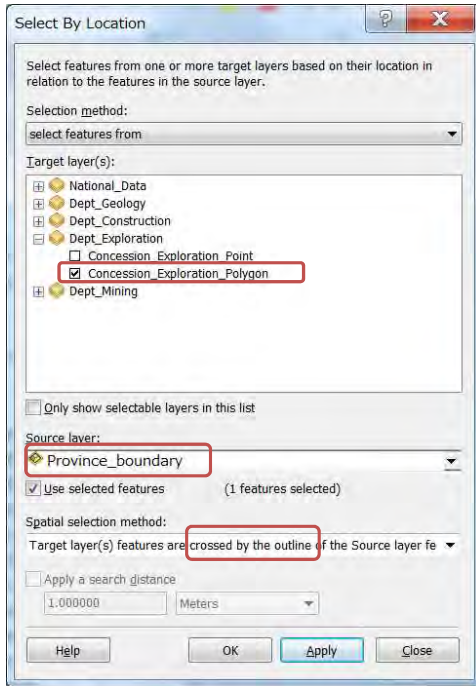 Select By Location
Select features from one or more target layers based on their location in
relation to the features in the source layer.
Selection method:
select features from
Target layer(s):
National_Data
Dept_Geology
Dept_Construction
Dept_Exploration
Concession_Exploration_Point
Concession_Exploration_Polygon
Dept_Mining
Only show selectable layers in this list
Source layer:
Province_boundary
Use selected features (1 features selected)
Spatial selection method:
Target layer(s) features are crossed by the outline of the Source layer fe
Apply a search distance
1.000000 Meters
Help OK Apply Close